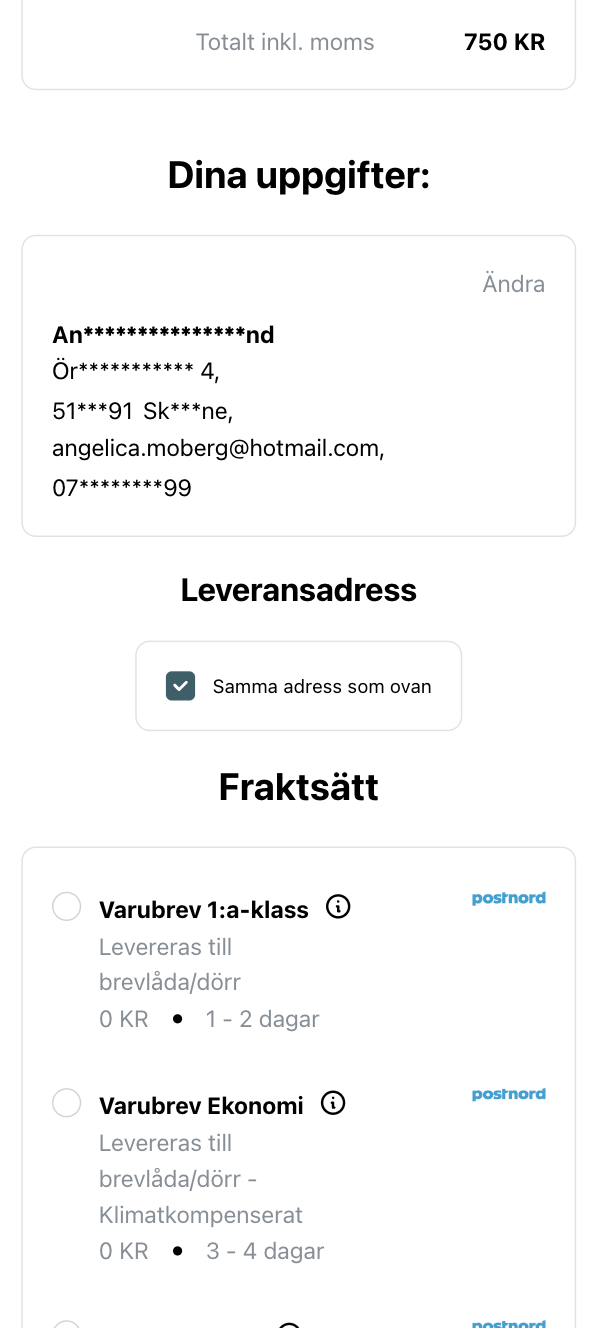 Totalt inkl. moms 750 KR
Dina uppgifter:
Ändra
An***************nd
Ör*********** 4,
51***91 Sk***ne,
angelica.moberg@hotmail.com,
07********99
Leveransadress
Samma adress som ovan
Fraktsätt
Varubrev 1:a-klass
postnord
Levereras till
brevlåda/dörr
0 KR • 1 - 2 dagar
Varubrev Ekonomi
postnord
Levereras till
brevlåda/dörr -
Klimatkompenserat
0 KR • 3 - 4 dagar
postnord